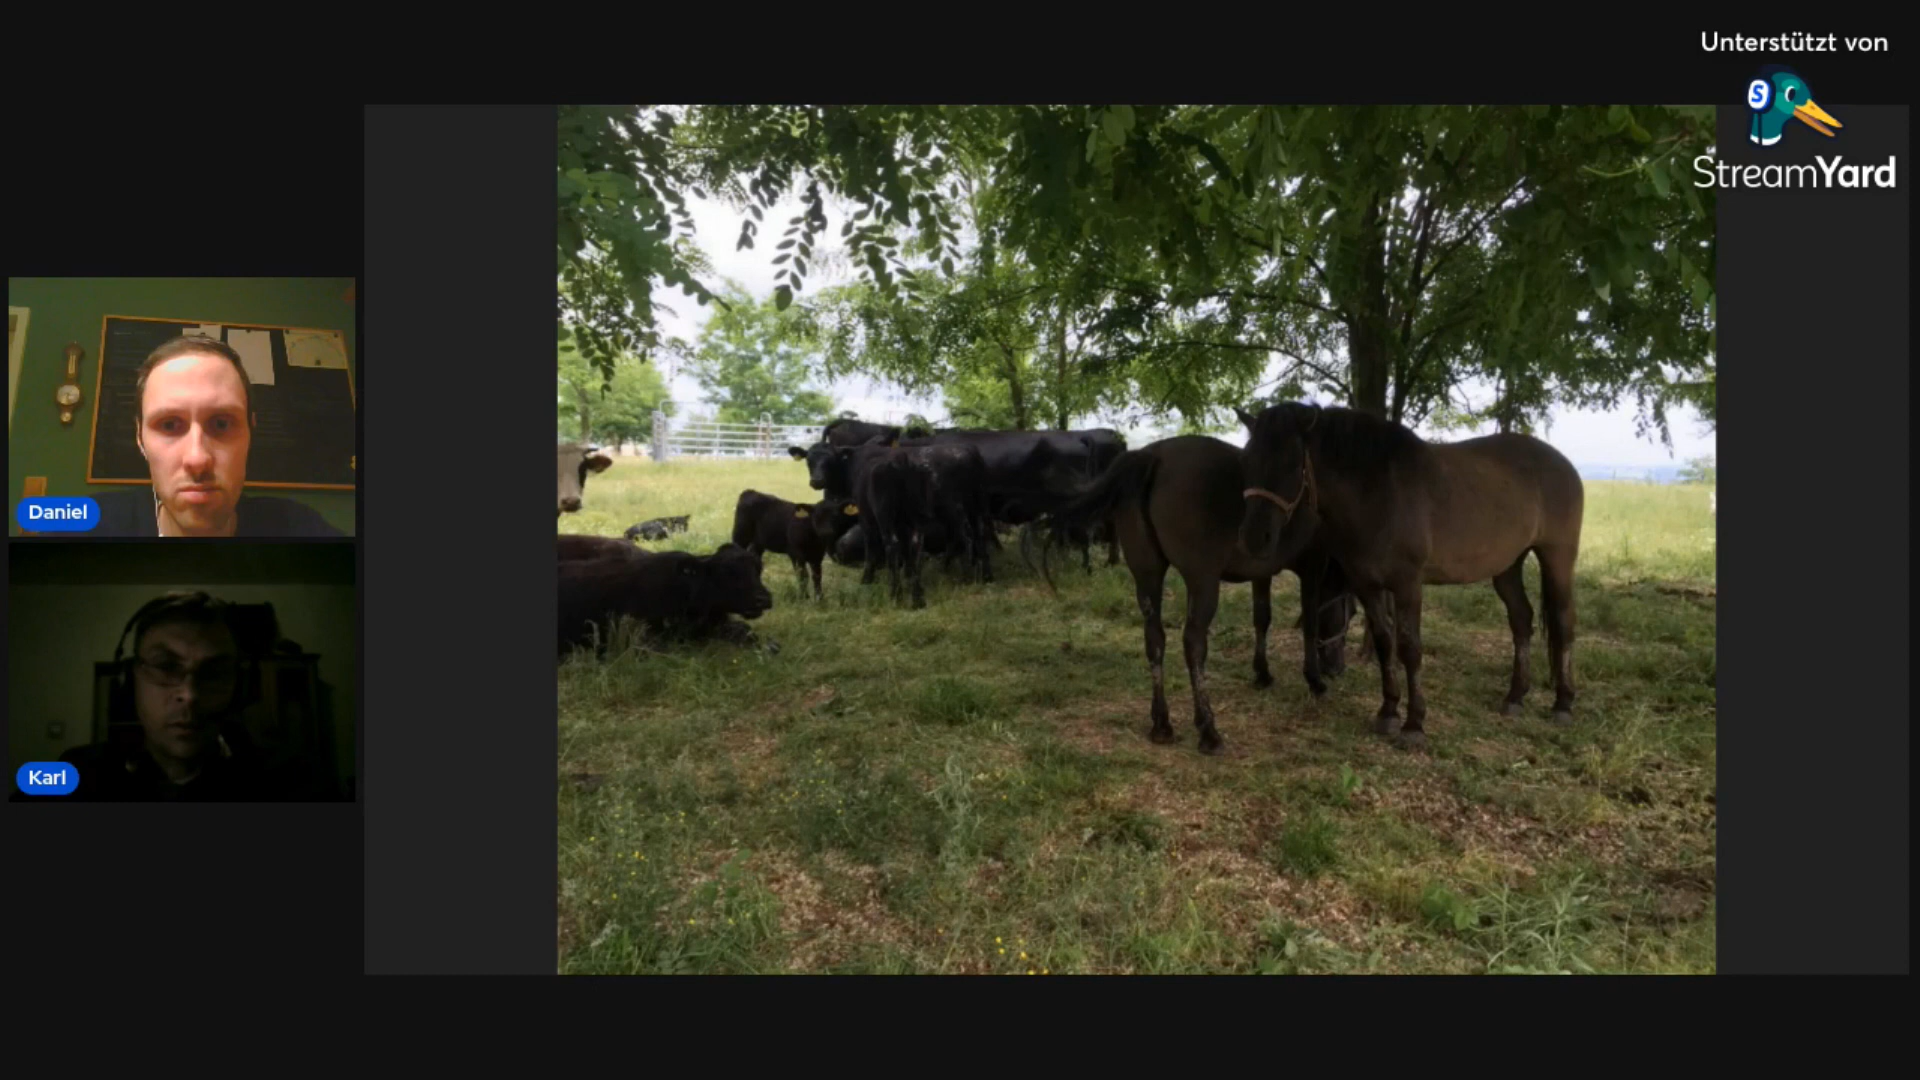 Unterstützt von
S
StreamYard
Daniel
Karl